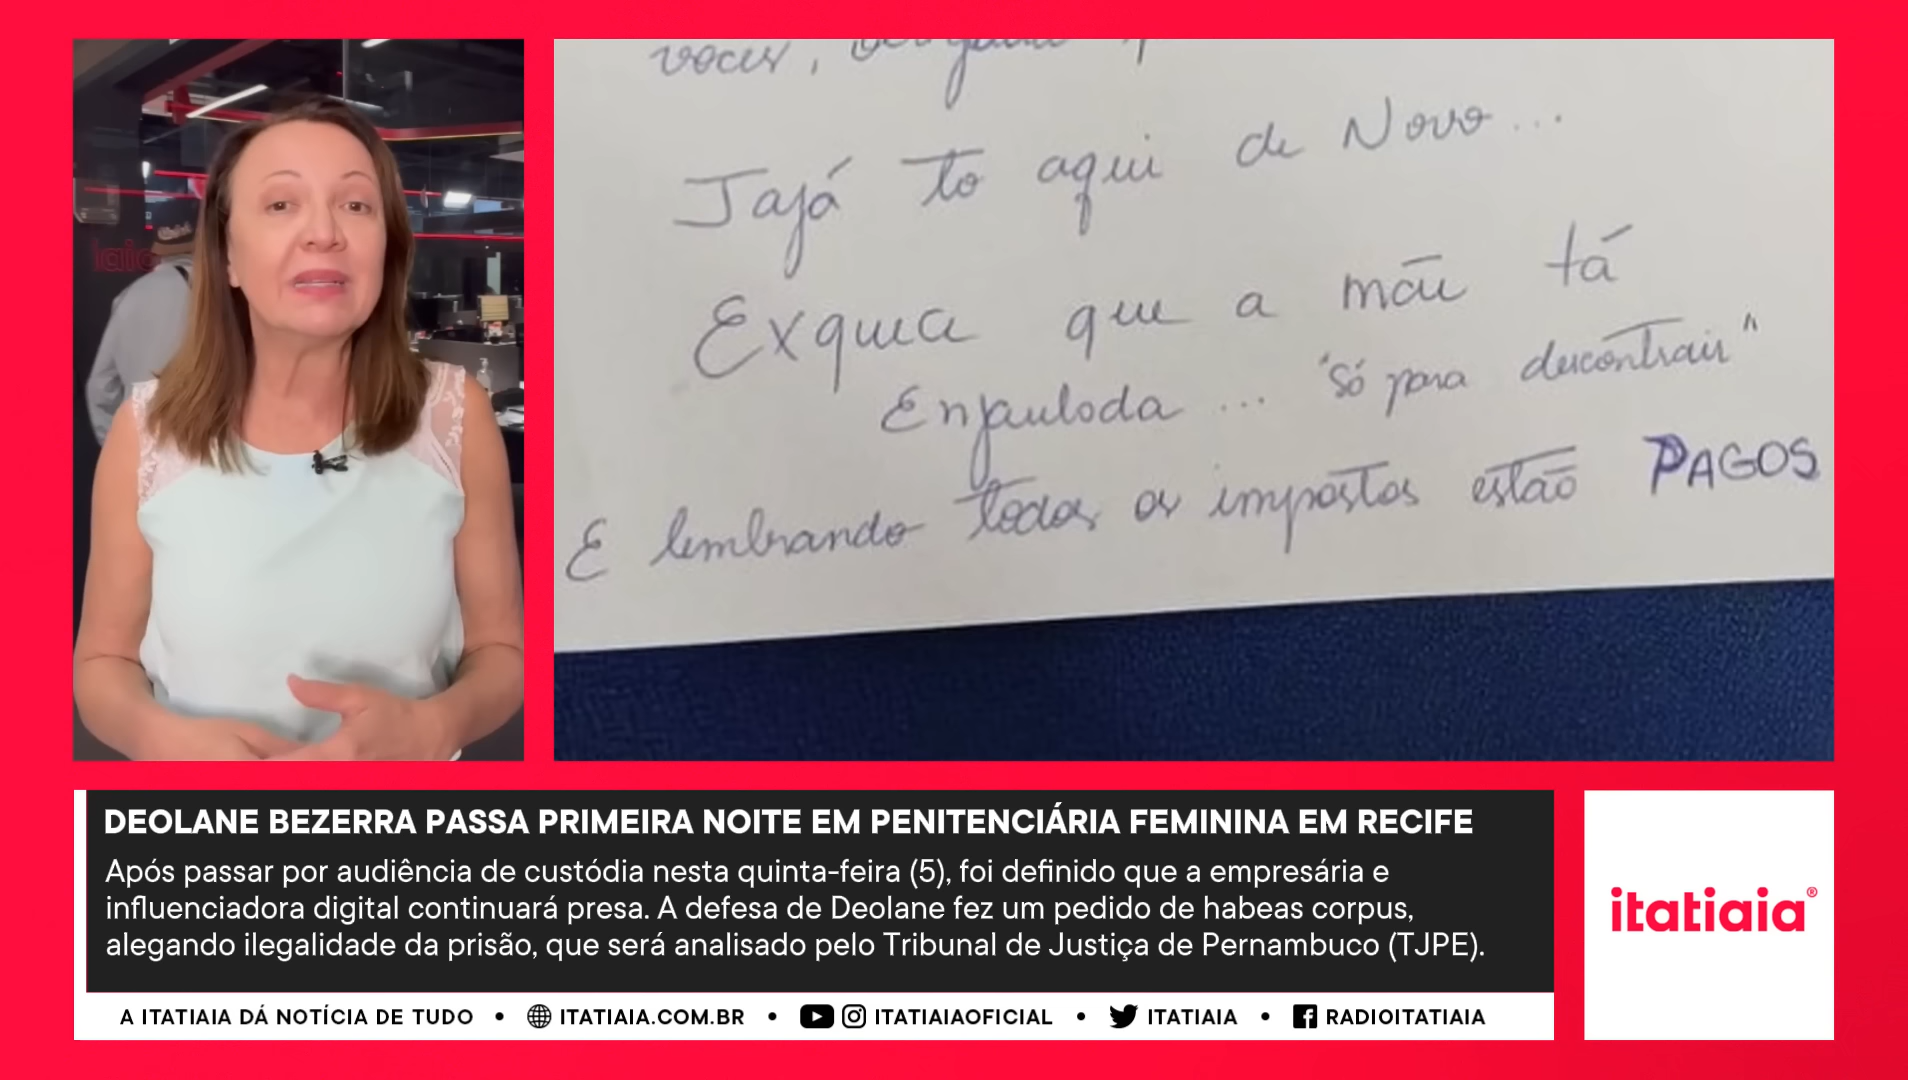 voces,
Jajá to aqui de Novo...
Exquca que a mãe tá
Enjaulada... "só para descontrair"
E lembrando todos os impostos estão PAGOS
DEOLANE BEZERRA PASSA PRIMEIRA NOITE EM PENITENCIÁRIA FEMININA EM RECIFE
Após passar por audiência de custódia nesta quinta-feira (5), foi definido que a empresária e
influenciadora digital continuará presa. A defesa de Deolane fez um pedido de habeas corpus,
alegando ilegalidade da prisão, que será analisado pelo Tribunal de Justiça de Pernambuco (TJPE).
itatiaia®
A ITATIAIA DÁ NOTÍCIA DE TUDO • ITATIAIA.COM.BR • ITATIAIAOFICIAL • ITATIAIA • RADIOITATIAIA